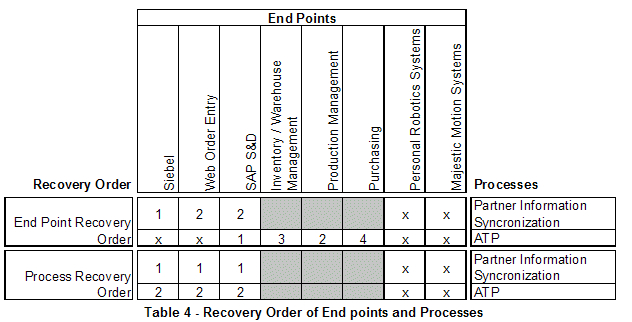 End Points
Siebel
Web Order Entry
SAP S&D
Inventory / Warehouse
Management
Production Management
Purchasing
Personal Robotics Systems
Majestic Motion Systems
Recovery Order
Processes
End Point Recovery
Order
1 2 2 x x
Partner Information
Syncronization
x x 1 3 2 4 x x
ATP
Process Recovery
Order
1 1 1 x x
Partner Information
Syncronization
2 2 2 x x
ATP
Table 4 - Recovery Order of End points and Processes